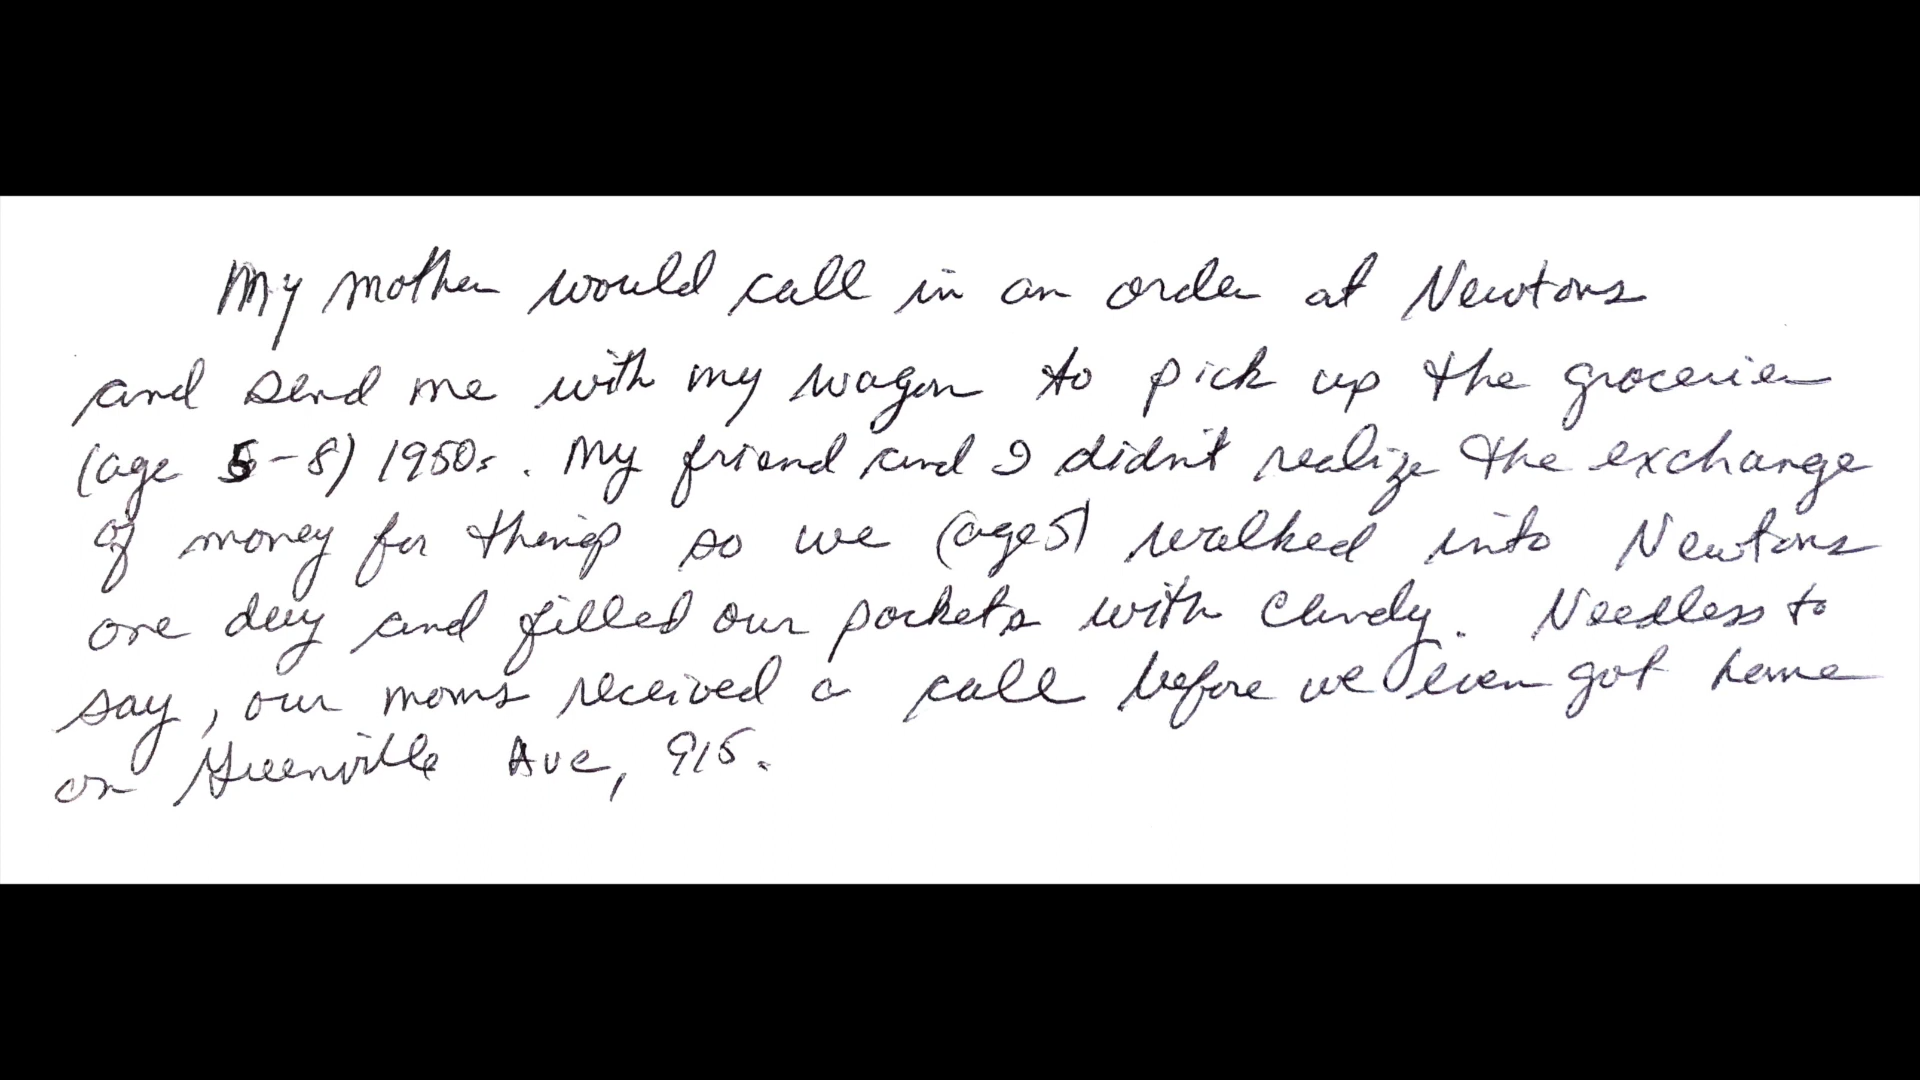 My mother would call in an order at Newtons
and send me with my wagon to pick up the groceries
(age 5-8) 1950s. My friend and I didn't realize the exchange
of money for things so we (age 5) walked into Newtons
one day and filled our pockets with candy. Needless to
say, our moms received a call before we even got home
on Greenville Ave, 915.